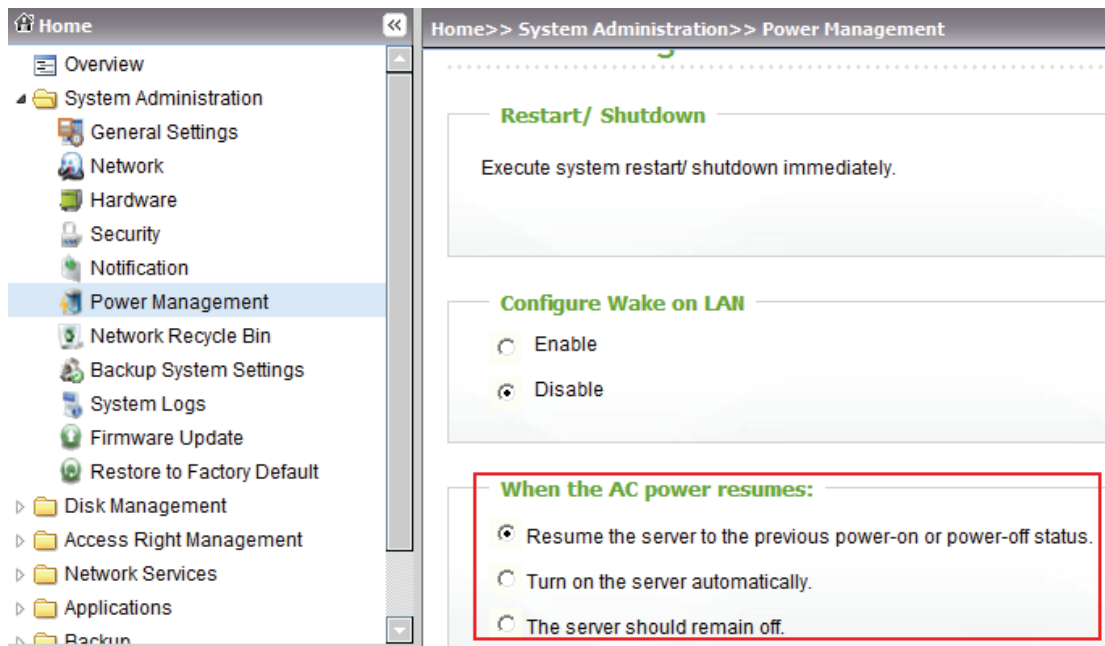 Home
Overview
System Administration
General Settings
Network
Hardware
Security
Notification
Power Management
Network Recycle Bin
Backup System Settings
System Logs
Firmware Update
Restore to Factory Default
Disk Management
Access Right Management
Network Services
Applications
Backup
Home>> System Administration>> Power Management
Restart/ Shutdown
Execute system restart/ shutdown immediately.
Configure Wake on LAN
Enable
Disable
When the AC power resumes:
Resume the server to the previous power-on or power-off status.
Turn on the server automatically.
The server should remain off.